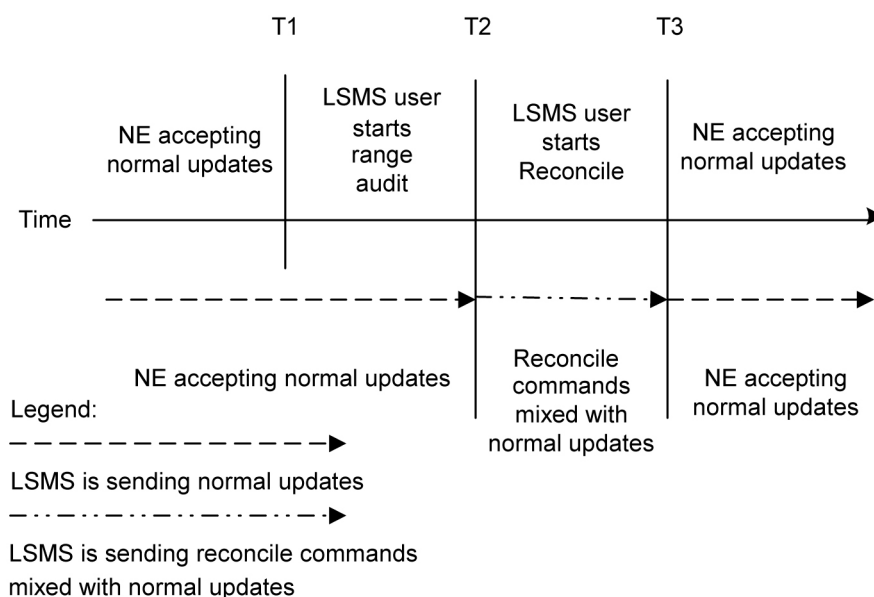 T1
T2
T3
NE accepting
normal updates
LSMS user
starts
range
audit
LSMS user
starts
Reconcile
NE accepting
normal updates
Time
NE accepting normal updates
Reconcile
commands
mixed with
normal updates
NE accepting
normal updates
Legend:
LSMS is sending normal updates
LSMS is sending reconcile commands
mixed with normal updates